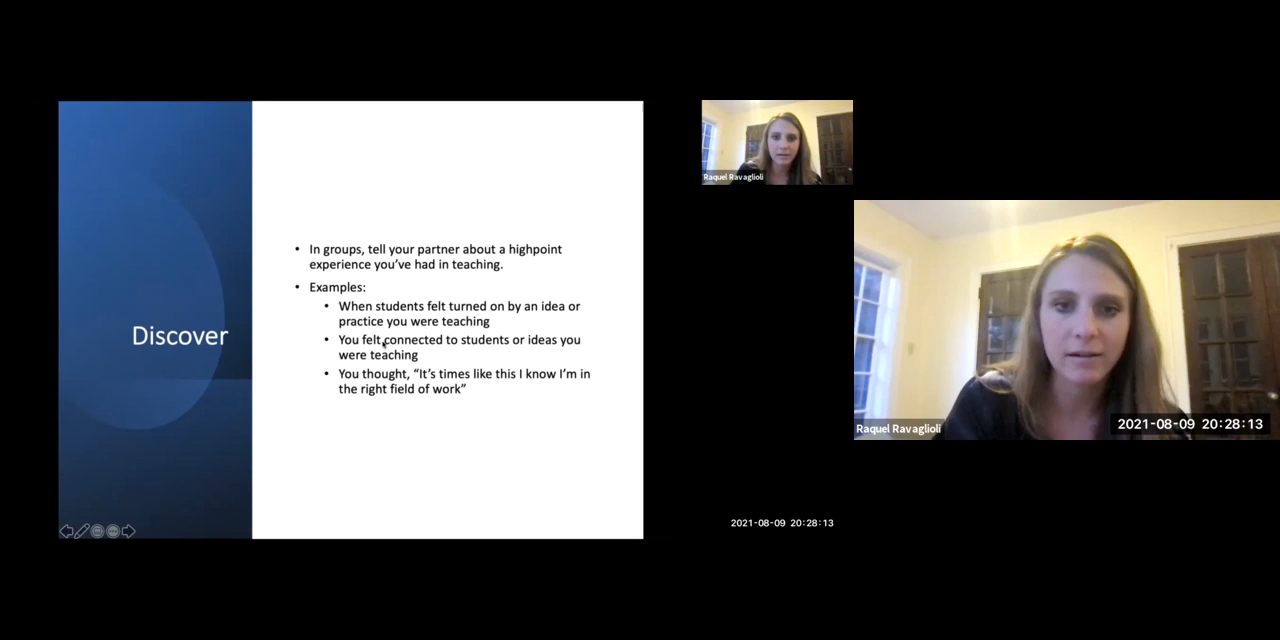 Discover
• In groups, tell your partner about a highpoint
experience you've had in teaching.
• Examples:
• When students felt turned on by an idea or
practice you were teaching
• You felt connected to students or ideas you
were teaching
• You thought, “It's times like this I know I'm in
the right field of work”
Raquel Ravaglioli
Raquel Ravaglioli
2021-08-09 20:28:13
2021-08-09 20:28:13